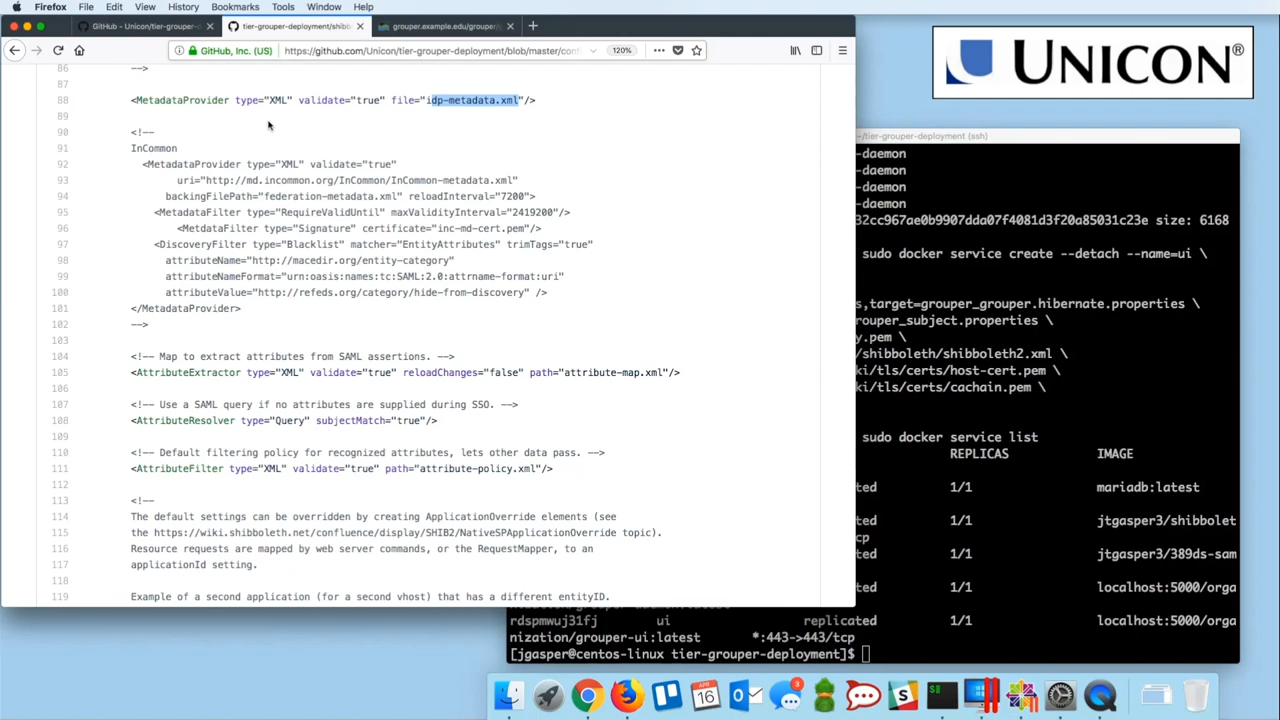 Firefox File Edit View History Bookmarks Tools Window Help
GitHub - Unicon/tier-grouper-d
tier-grouper-deployment/shibb
grouper.example.edu/grouper/
GitHub, Inc. (US) https://github.com/Unicon/tier-grouper-deployment/blob/master/conf 120%
UNICON®
86 -->
87
88 <MetadataProvider type="XML" validate="true" file="idp-metadata.xml"/>
89
90 <!--
91 InCommon
92 <MetadataProvider type="XML" validate="true"
93 uri="http://md.incommon.org/InCommon/InCommon-metadata.xml"
94 backingFilePath="federation-metadata.xml" reloadInterval="7200">
95 <MetadataFilter type="RequireValidUntil" maxValidityInterval="2419200"/>
96 <MetdataFilter type="Signature" certificate="inc-md-cert.pem"/>
97 <DiscoveryFilter type="Blacklist" matcher="EntityAttributes" trimTags="true"
98 attributeName="http://macedir.org/entity-category"
99 attributeNameFormat="urn:oasis:names:tc:SAML:2.0:attrname-format:uri"
100 attributeValue="http://refeds.org/category/hide-from-discovery" />
101 </MetadataProvider>
102 -->
103
104 <!-- Map to extract attributes from SAML assertions. -->
105 <AttributeExtractor type="XML" validate="true" reloadChanges="false" path="attribute-map.xml"/>
106
107 <!-- Use a SAML query if no attributes are supplied during SSO. -->
108 <AttributeResolver type="Query" subjectMatch="true"/>
109
110 <!-- Default filtering policy for recognized attributes, lets other data pass. -->
111 <AttributeFilter type="XML" validate="true" path="attribute-policy.xml"/>
112
113 <!--
114 The default settings can be overridden by creating ApplicationOverride elements (see
115 the https://wiki.shibboleth.net/confluence/display/SHIB2/NativeSPApplicationOverride topic).
116 Resource requests are mapped by web server commands, or the RequestMapper, to an
117 applicationId setting.
118
119 Example of a second application (for a second vhost) that has a different entityID.
~/tier-grouper-deployment (ssh)
-daemon
-daemon
-daemon
-daemon
32cc967ae0b9907dda07f4081d3f20a85031c23e size: 6168
sudo docker service create --detach --name=ui \
s,target=grouper_grouper.hibernate.properties \
rouper_subject.properties \
y.pem \
/shibboleth/shibboleth2.xml \
ki/tls/certs/host-cert.pem \
ki/tls/certs/cachain.pem \
sudo docker service list
REPLICAS IMAGE
ted 1/1 mariadb:latest
ted 1/1 jtgasper3/shibbolet
cp
ted 1/1 jtgasper3/389ds-sam
ted 1/1 localhost:5000/orga
ted 1/1 localhost:5000/orga
rdspmwuj31fj ui replicated
nization/grouper-ui:latest *:443->443/tcp
[jgasper@centos-linux tier-grouper-deployment]$
APR
16
3